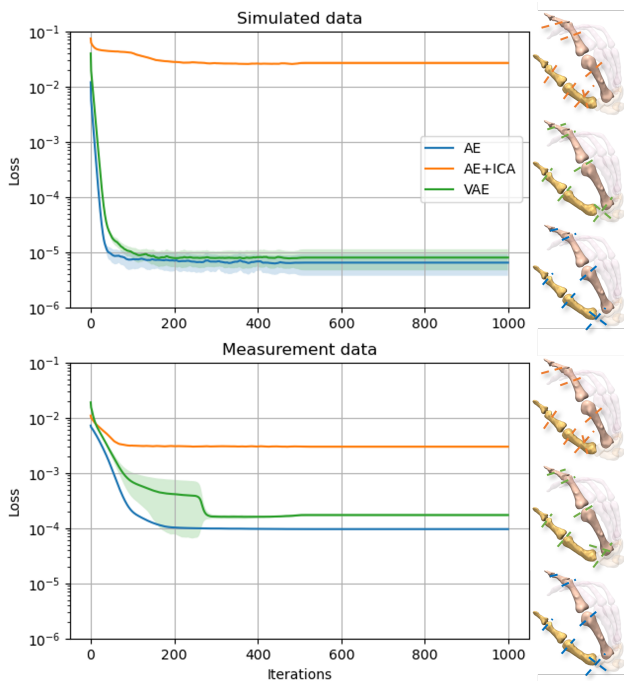 Simulated data
10⁻¹
10⁻²
10⁻³
10⁻⁴
10⁻⁵
10⁻⁶
Loss
AE
AE+ICA
VAE
0 200 400 600 800 1000
Measurement data
10⁻¹
10⁻²
10⁻³
10⁻⁴
10⁻⁵
10⁻⁶
Loss
0 200 400 600 800 1000
Iterations